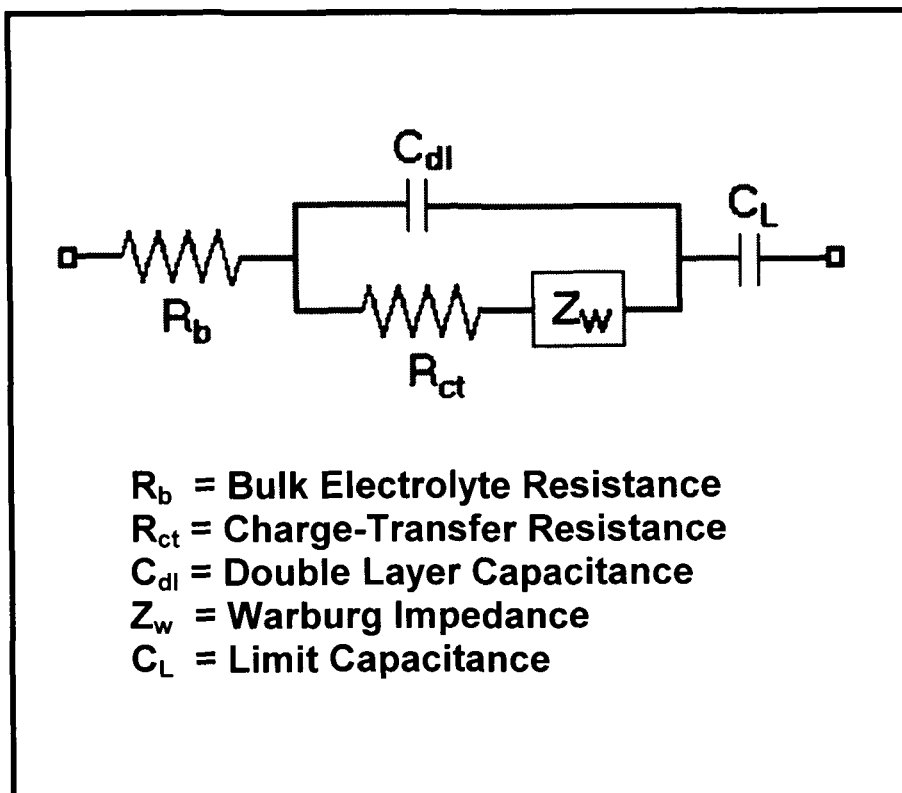 C_dl
C_L
R_b
Z_w
R_ct
R_b = Bulk Electrolyte Resistance
R_ct = Charge-Transfer Resistance
C_dl = Double Layer Capacitance
Z_w = Warburg Impedance
C_L = Limit Capacitance